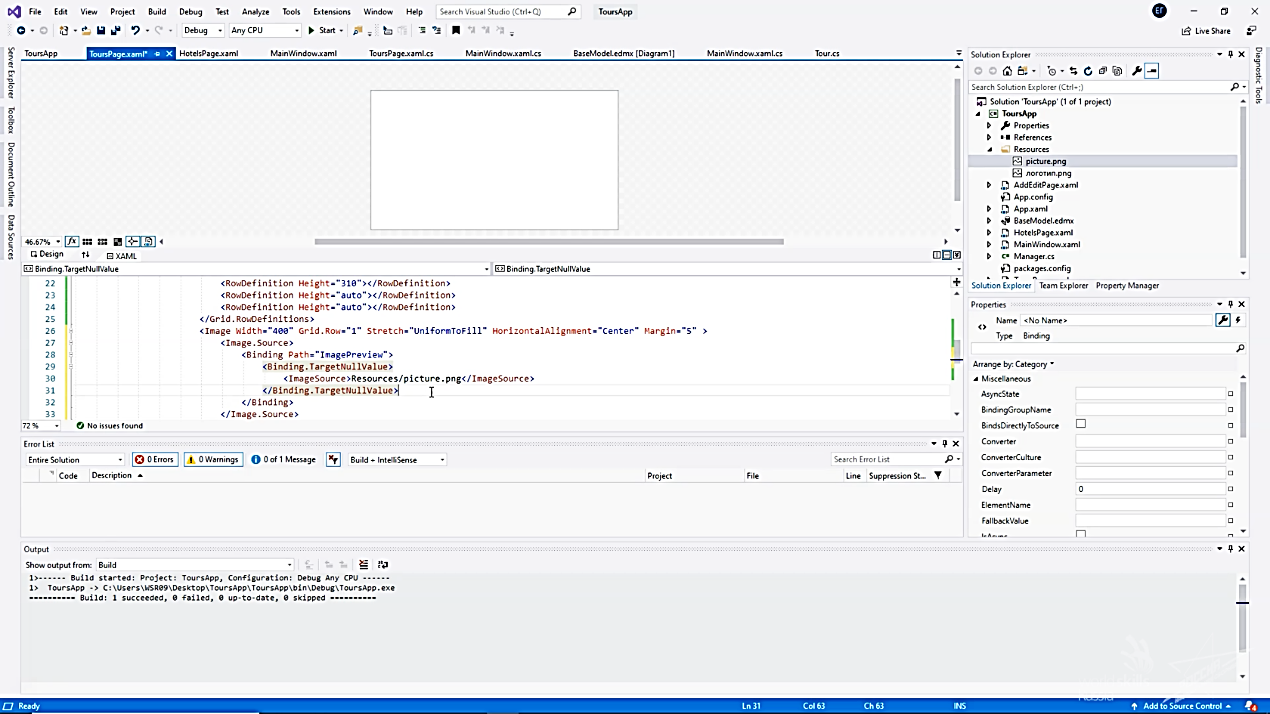 File Edit View Project Build Debug Team Analyze Tools Extensions Window Help Search Visual Studio (Ctrl+Q) ToursApp EF
Debug Any CPU Start Live Share
ToursApp ToursPage.xaml* HotelsPage.xaml MainWindow.xaml ToursPage.xaml.cs MainWindow.xaml.cs BaseModel.edmx [Diagram1] MainWindow.xaml.cs Tour.cs
Server Explorer
Toolbox
Document Outline
Data Sources
46.67%
Design XAML
Binding.TargetNullValue Binding.TargetNullValue
22 <RowDefinition Height="310"></RowDefinition>
23 <RowDefinition Height="auto"></RowDefinition>
24 <RowDefinition Height="auto"></RowDefinition>
25 </Grid.RowDefinitions>
26 <Image Width="400" Grid.Row="1" Stretch="UniformToFill" HorizontalAlignment="Center" Margin="5" >
27 <Image.Source>
28 <Binding Path="ImagePreview">
29 <Binding.TargetNullValue>
30 <ImageSource>Resources/picture.png</ImageSource>
31 </Binding.TargetNullValue>
32 </Binding>
33 </Image.Source>
72 % No issues found
Error List
Entire Solution 0 Errors 0 Warnings 0 of 1 Message Build + IntelliSense Search Error List
Code Description Project File Line Suppression St...
Output
Show output from: Build
1>------ Build started: Project: ToursApp, Configuration: Debug Any CPU ------
1> ToursApp -> C:\Users\WSR09\Desktop\ToursApp\ToursApp\bin\Debug\ToursApp.exe
========== Build: 1 succeeded, 0 failed, 0 up-to-date, 0 skipped ==========
Solution Explorer
Search Solution Explorer (Ctrl+;)
Solution 'ToursApp' (1 of 1 project)
ToursApp
Properties
References
Resources
picture.png
логотип.png
AddEditPage.xaml
App.config
App.xaml
BaseModel.edmx
HotelsPage.xaml
MainWindow.xaml
Manager.cs
packages.config
Solution Explorer Team Explorer Property Manager
Properties
Name <No Name>
Type Binding
Arrange by: Category
Miscellaneous
AsyncState
BindingGroupName
BindsDirectlyToSource
Converter
ConverterCulture
ConverterParameter
Delay 0
ElementName
FallbackValue
IsAsync
Diagnostic Tools
Ready Ln 31 Col 63 Ch 63 INS Add to Source Control 4